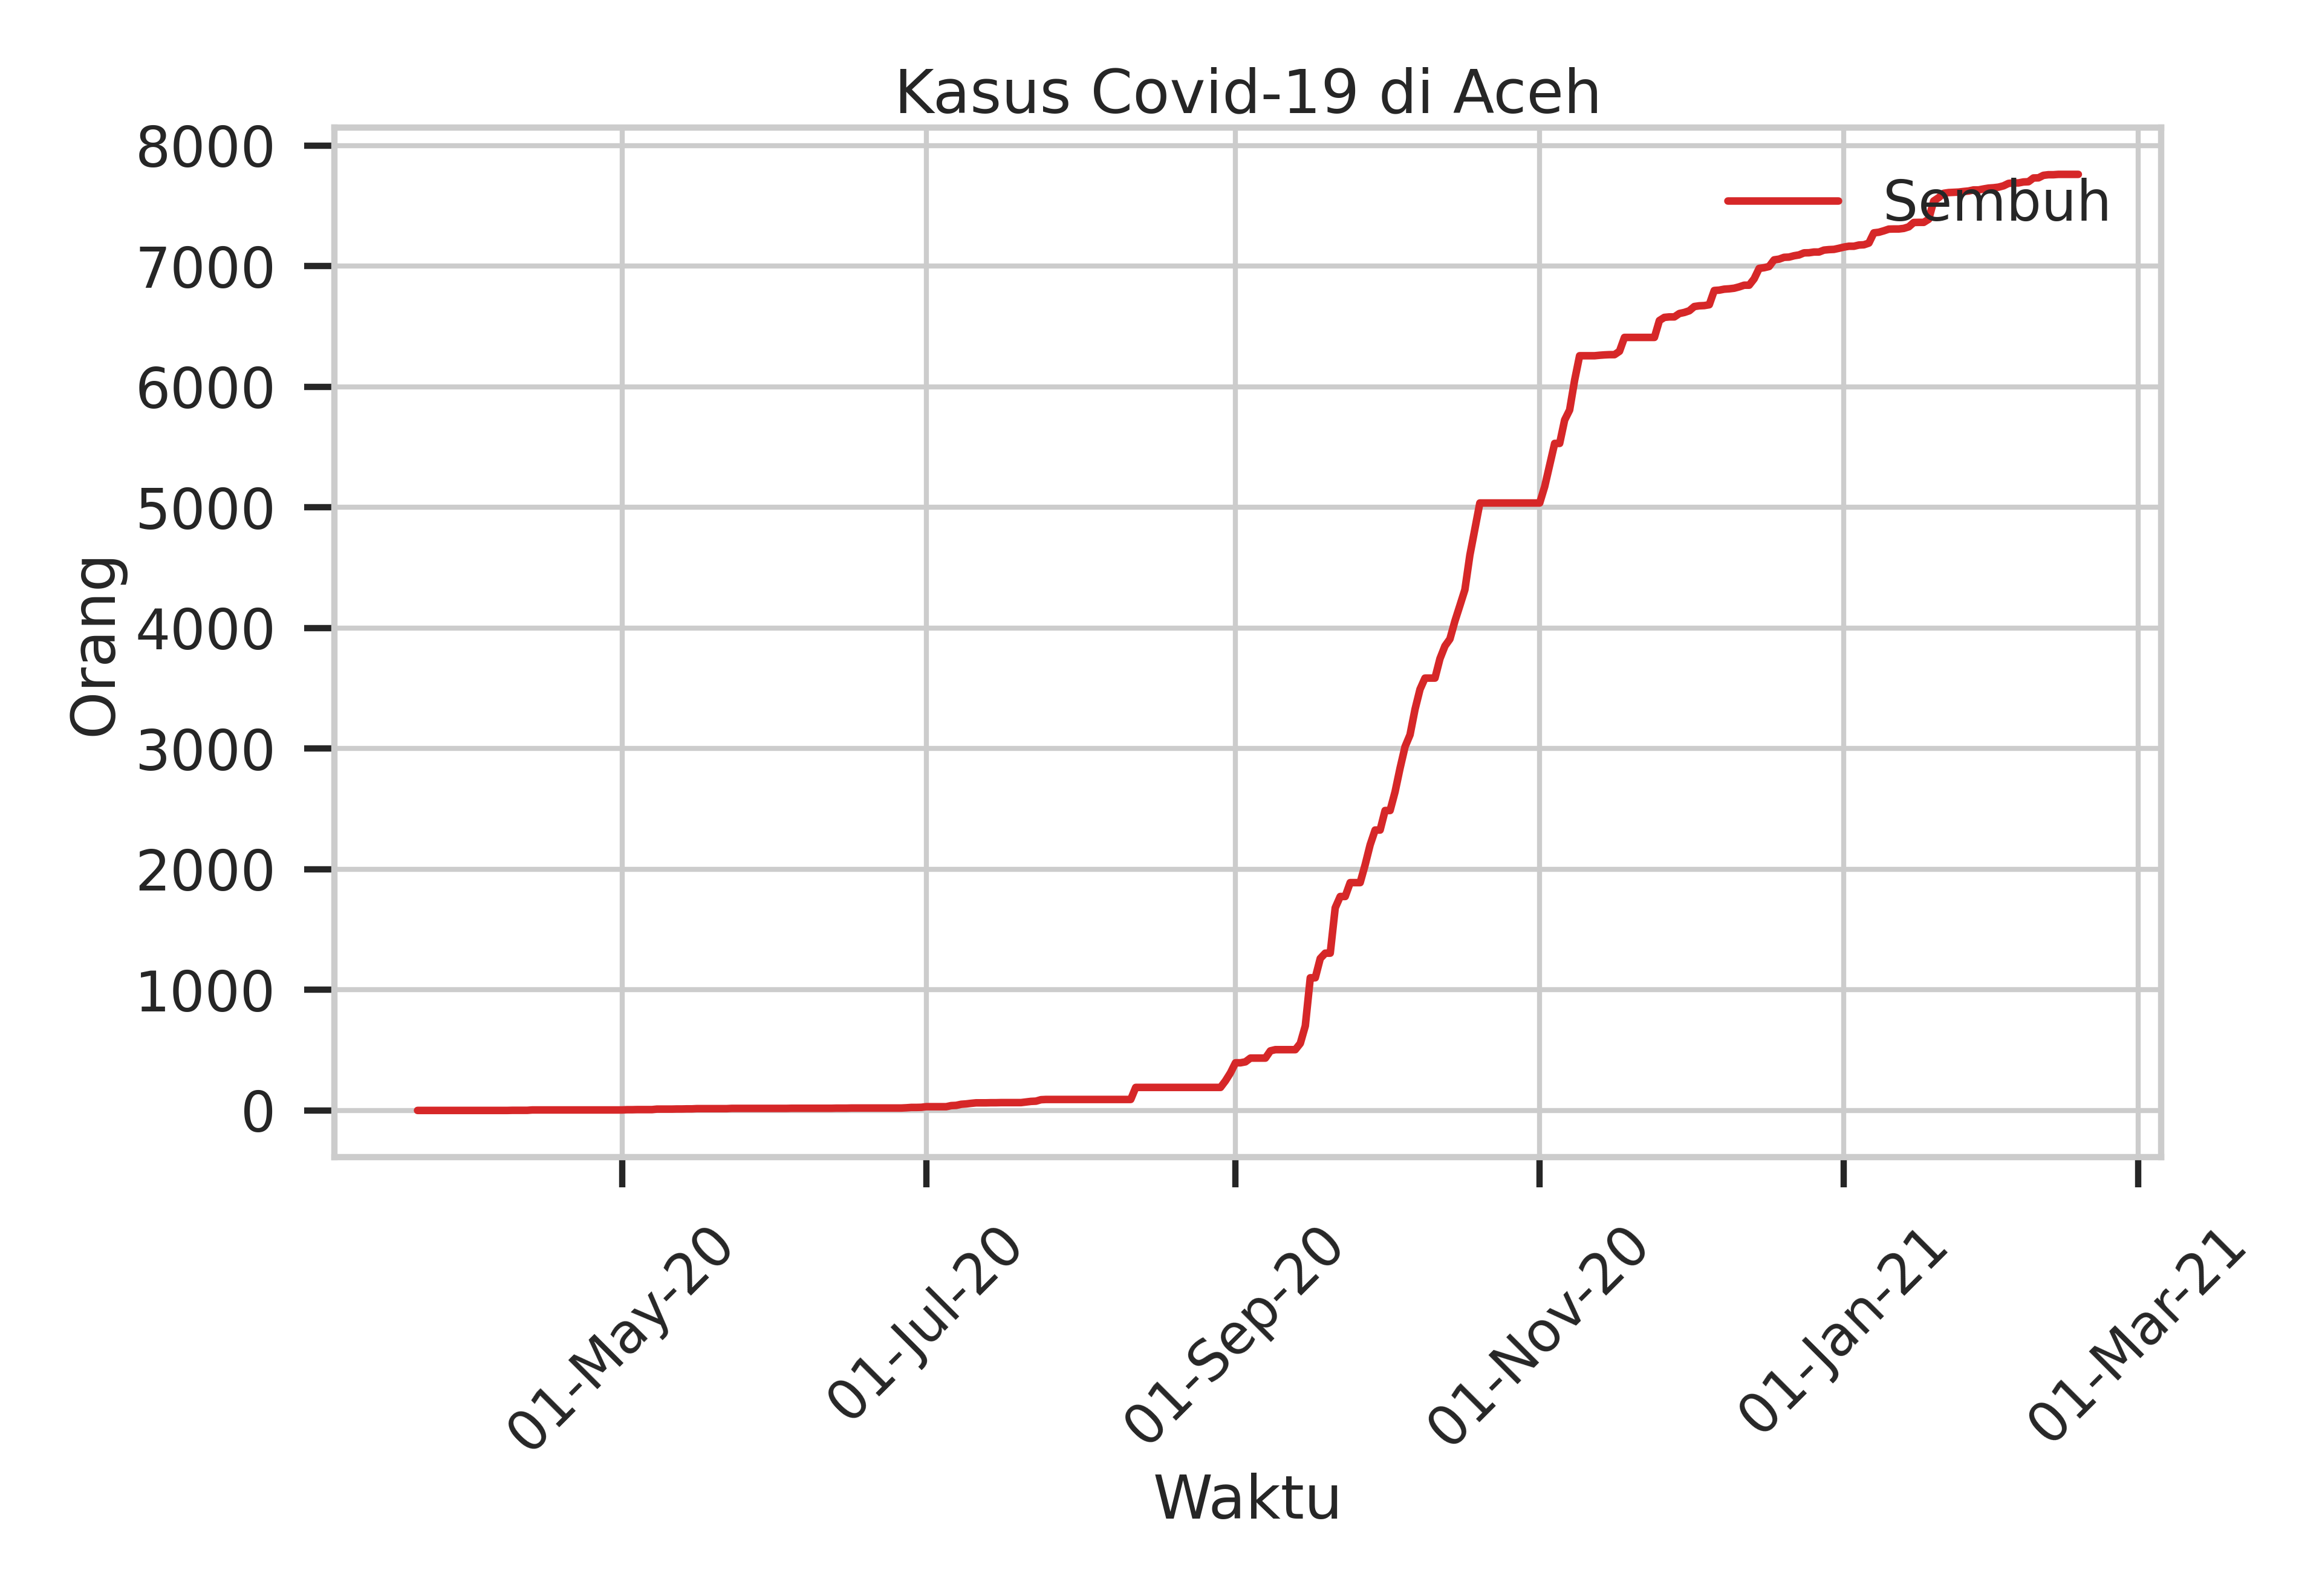 Kasus Covid-19 di Aceh
Sembuh
Orang
8000
7000
6000
5000
4000
3000
2000
1000
0
01-May-20
01-Jul-20
01-Sep-20
01-Nov-20
01-Jan-21
01-Mar-21
Waktu